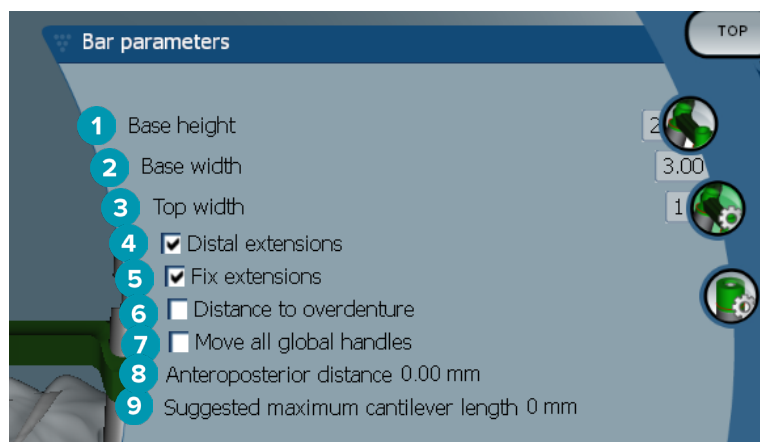 Bar parameters
TOP
1 Base height 2
2 Base width 3.00
3 Top width 1
4 Distal extensions
5 Fix extensions
6 Distance to overdenture
7 Move all global handles
8 Anteroposterior distance 0.00 mm
9 Suggested maximum cantilever length 0 mm